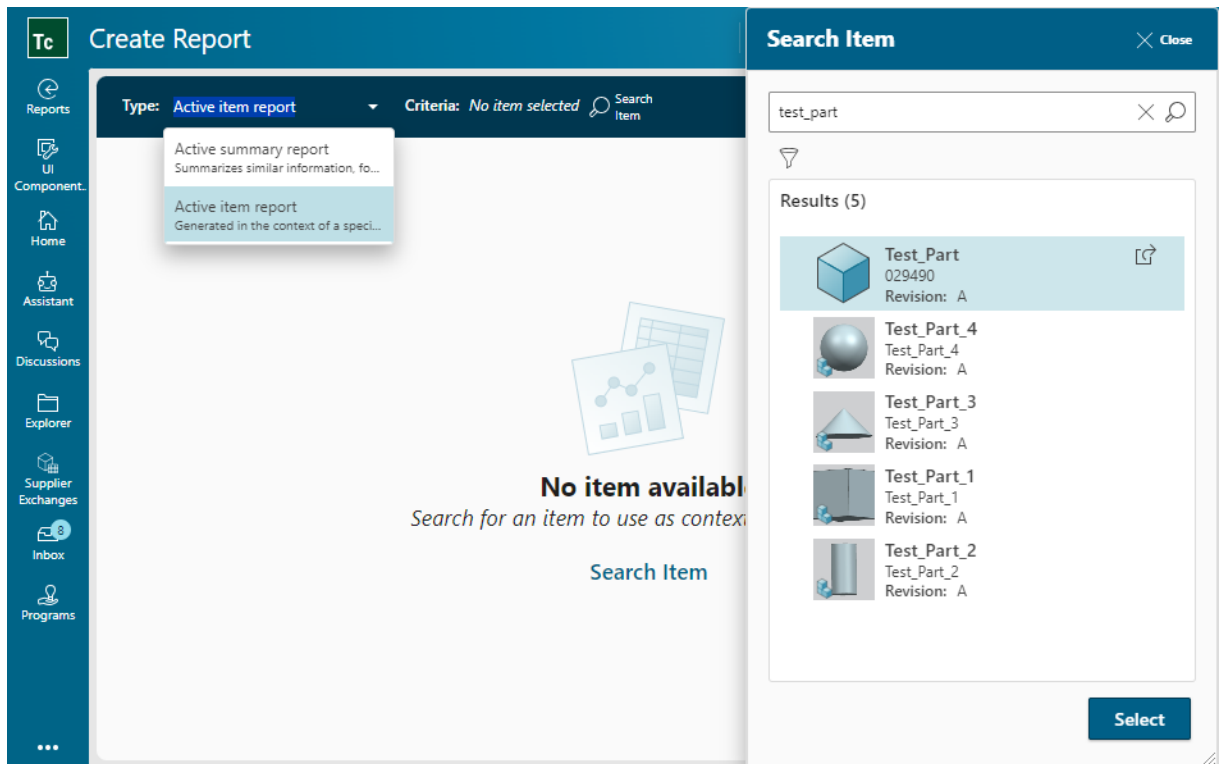 Tc
Create Report
Reports
UI
Component..
Home
Assistant
Discussions
Explorer
Supplier
Exchanges
8
Inbox
Programs
Type: Active item report
Criteria: No item selected
Search
Item
Active summary report
Summarizes similar information, fo...
Active item report
Generated in the context of a speci...
No item availabl
Search for an item to use as contex
Search Item
Search Item
Close
test_part
Results (5)
Test_Part
029490
Revision: A
Test_Part_4
Test_Part_4
Revision: A
Test_Part_3
Test_Part_3
Revision: A
Test_Part_1
Test_Part_1
Revision: A
Test_Part_2
Test_Part_2
Revision: A
Select